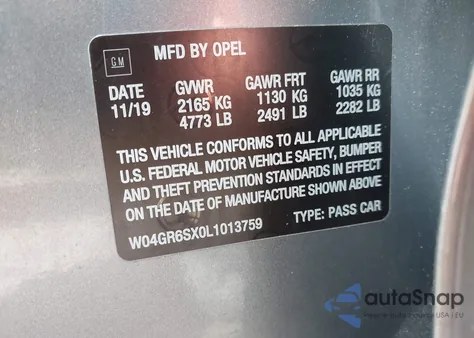 GM
MFD BY OPEL
DATE GVWR GAWR FRT GAWR RR
11/19 2165 KG 1130 KG 1035 KG
4773 LB 2491 LB 2282 LB
THIS VEHICLE CONFORMS TO ALL APPLICABLE
U.S. FEDERAL MOTOR VEHICLE SAFETY, BUMPER
AND THEFT PREVENTION STANDARDS IN EFFECT
ON THE DATE OF MANUFACTURE SHOWN ABOVE
W04GR6SX0L1013759 TYPE: PASS CAR
autoSnap
USA | EU